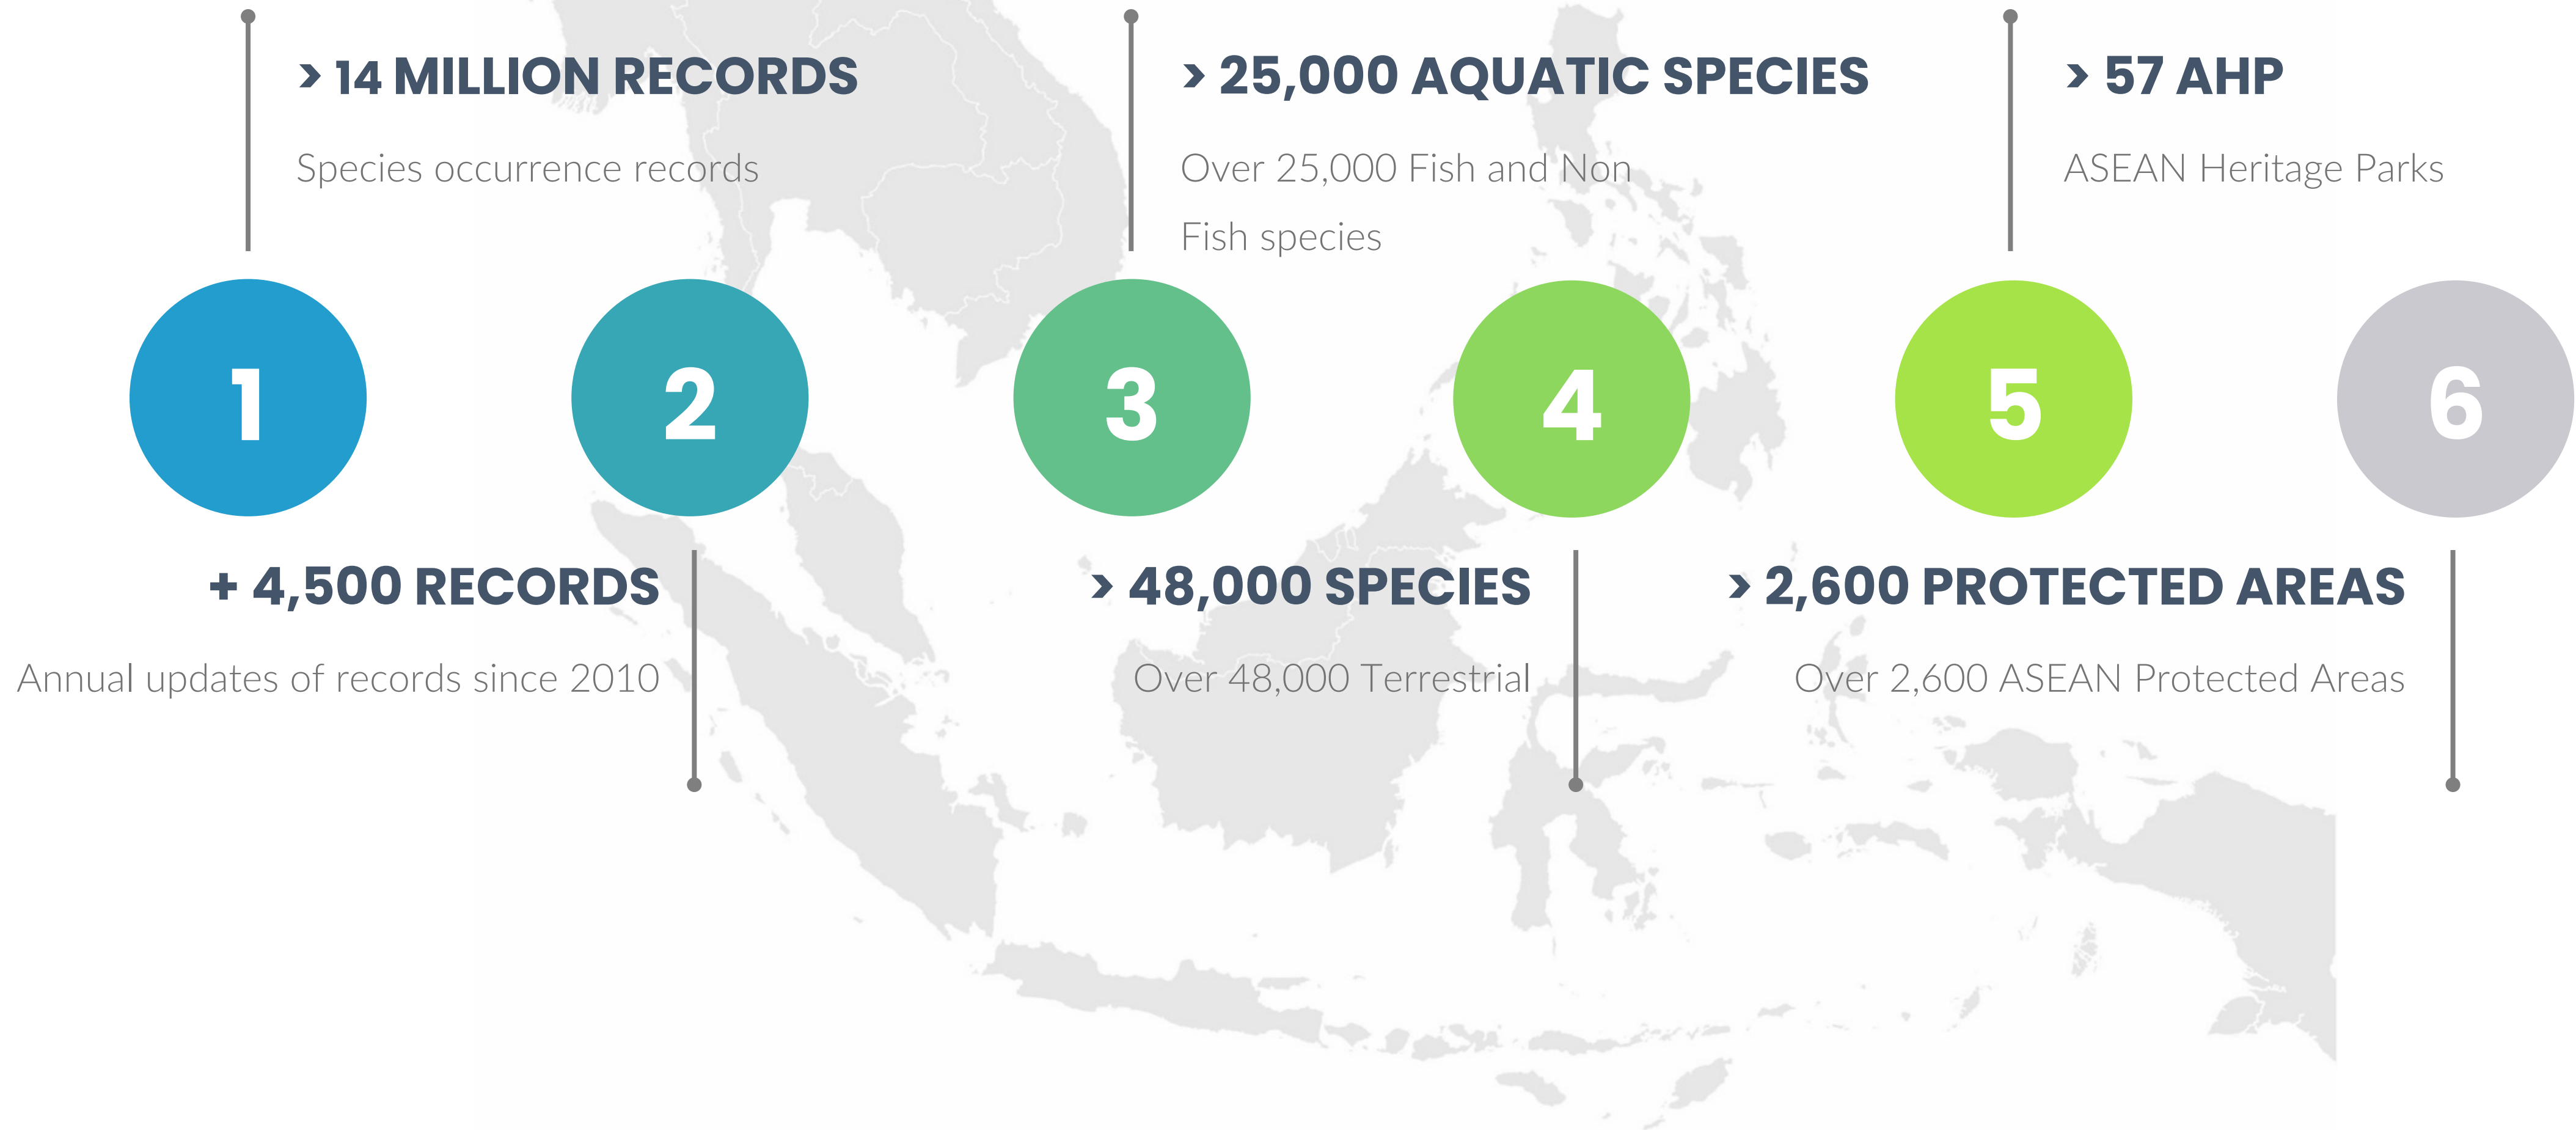 > 14 MILLION RECORDS
Species occurrence records
> 25,000 AQUATIC SPECIES
Over 25,000 Fish and Non
Fish species
> 57 AHP
ASEAN Heritage Parks
1
2
3
4
5
6
+ 4,500 RECORDS
Annual updates of records since 2010
> 48,000 SPECIES
Over 48,000 Terrestrial
> 2,600 PROTECTED AREAS
Over 2,600 ASEAN Protected Areas